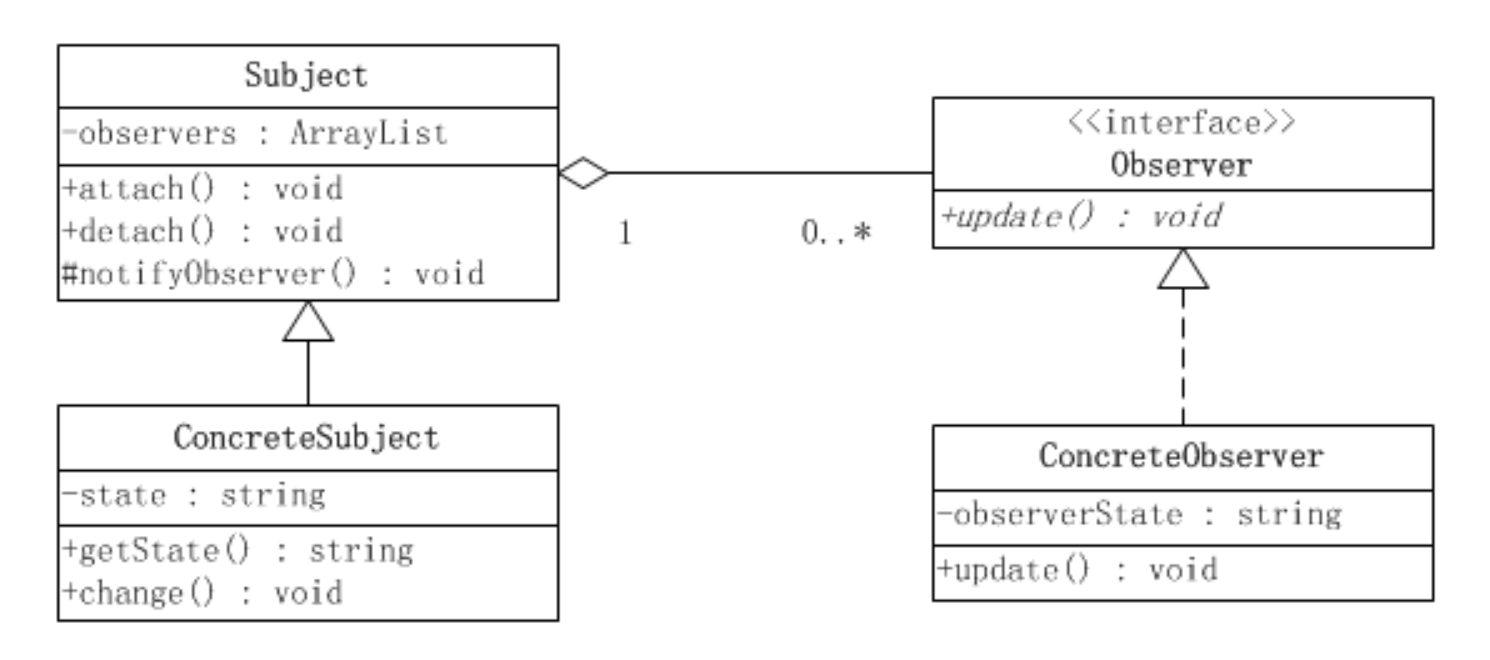 Subject
-observers : ArrayList
+attach() : void
+detach() : void
#notifyObserver() : void
1
0..*
<<interface>>
Observer
+update() : void
ConcreteSubject
-state : string
+getState() : string
+change() : void
ConcreteObserver
-observerState : string
+update() : void